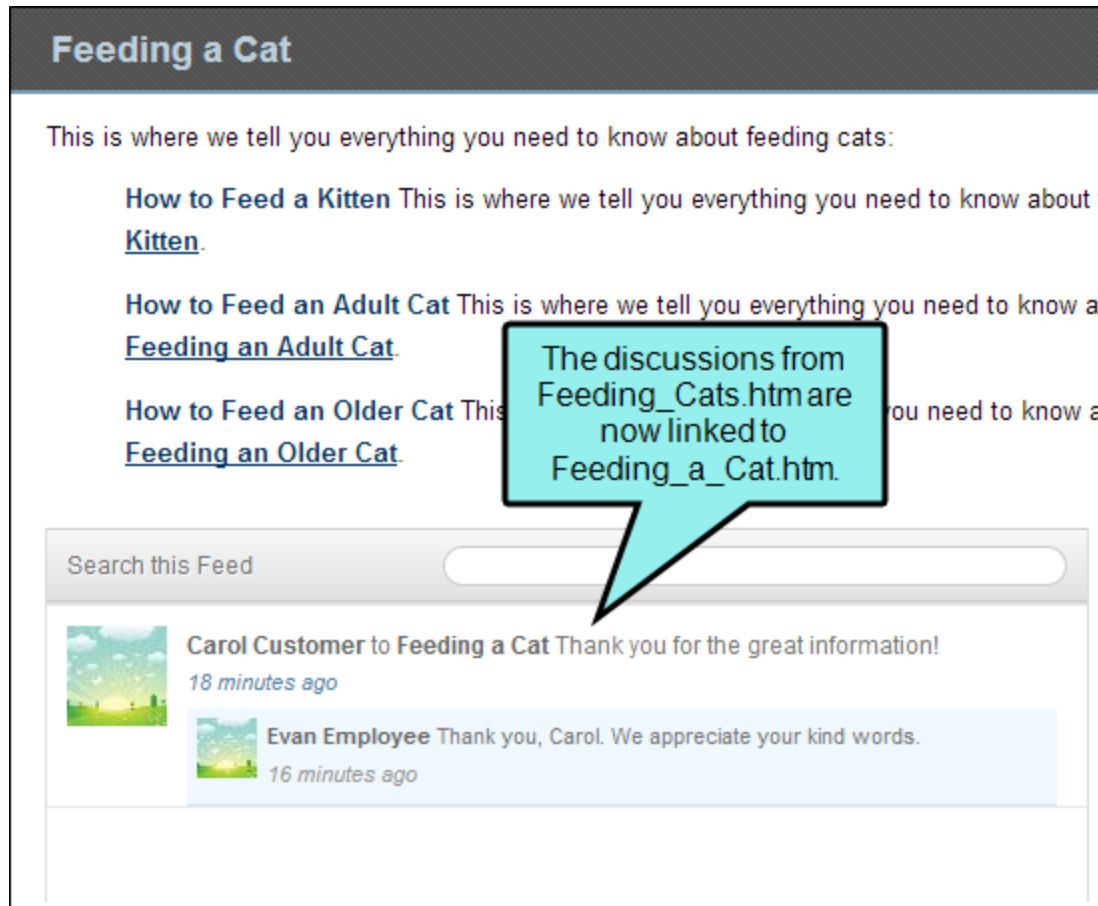 Feeding a Cat
This is where we tell you everything you need to know about feeding cats:
How to Feed a Kitten This is where we tell you everything you need to know about
Kitten.
How to Feed an Adult Cat This is where we tell you everything you need to know a
Feeding an Adult Cat.
How to Feed an Older Cat This
ou need to know a
Feeding an Older Cat.
The discussions from
Feeding_Cats.htm are
now linked to
Feeding_a_Cat.htm.
Search this Feed
Carol Customer to Feeding a Cat Thank you for the great information!
18 minutes ago
Evan Employee Thank you, Carol. We appreciate your kind words.
16 minutes ago